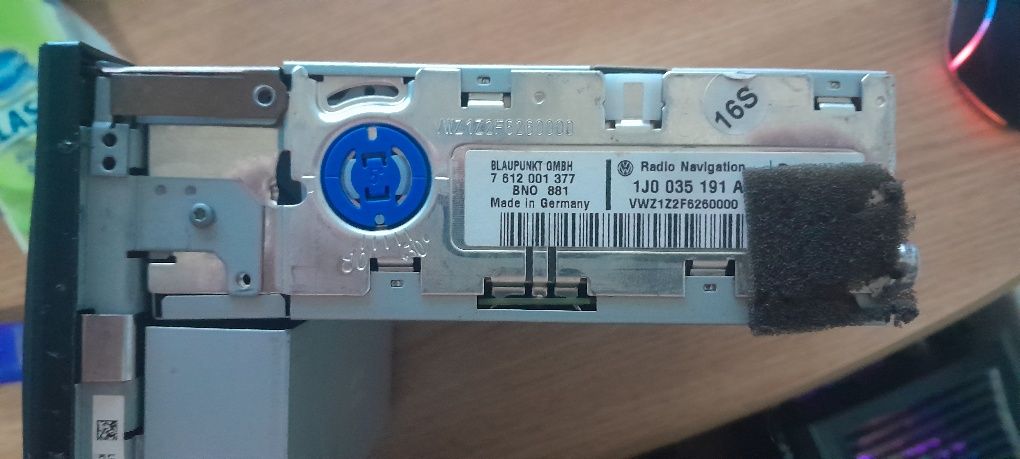 16S
VWZ1Z2F6260000
BLAUPUNKT GMBH
7 612 001 377
BNO 881
Made in Germany
Radio Navigation
1J0 035 191 A
VWZ1Z2F6260000